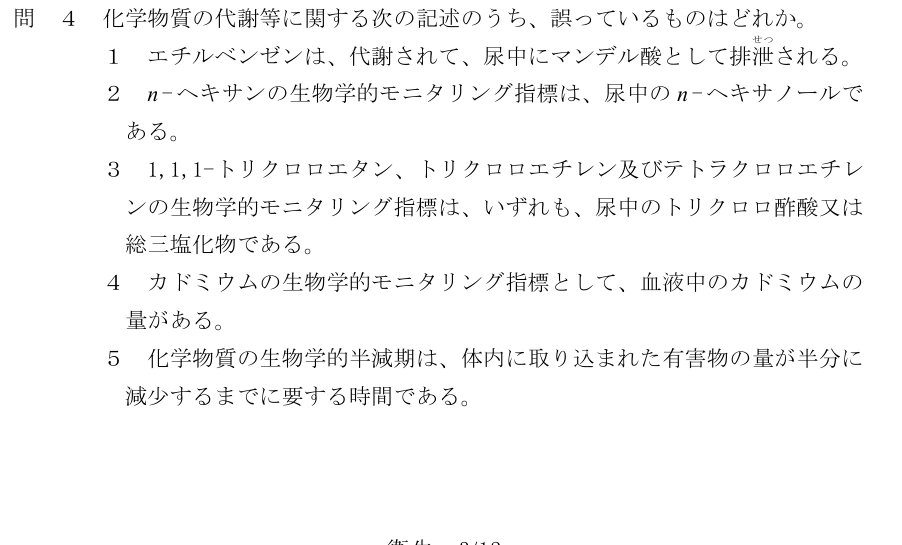 問 4 化学物質の代謝等に関する次の記述のうち、誤っているものはどれか。
せつ
1 エチルベンゼンは、代謝されて、尿中にマンデル酸として排泄される。
2 n-ヘキサンの生物学的モニタリング指標は、尿中のn-ヘキサノールで
ある。
3 1,1,1-トリクロロエタン、トリクロロエチレン及びテトラクロロエチレ
ンの生物学的モニタリング指標は、いずれも、尿中のトリクロロ酢酸又は
総三塩化物である。
4 カドミウムの生物学的モニタリング指標として、血液中のカドミウムの
量がある。
5 化学物質の生物学的半減期は、体内に取り込まれた有害物の量が半分に
減少するまでに要する時間である。